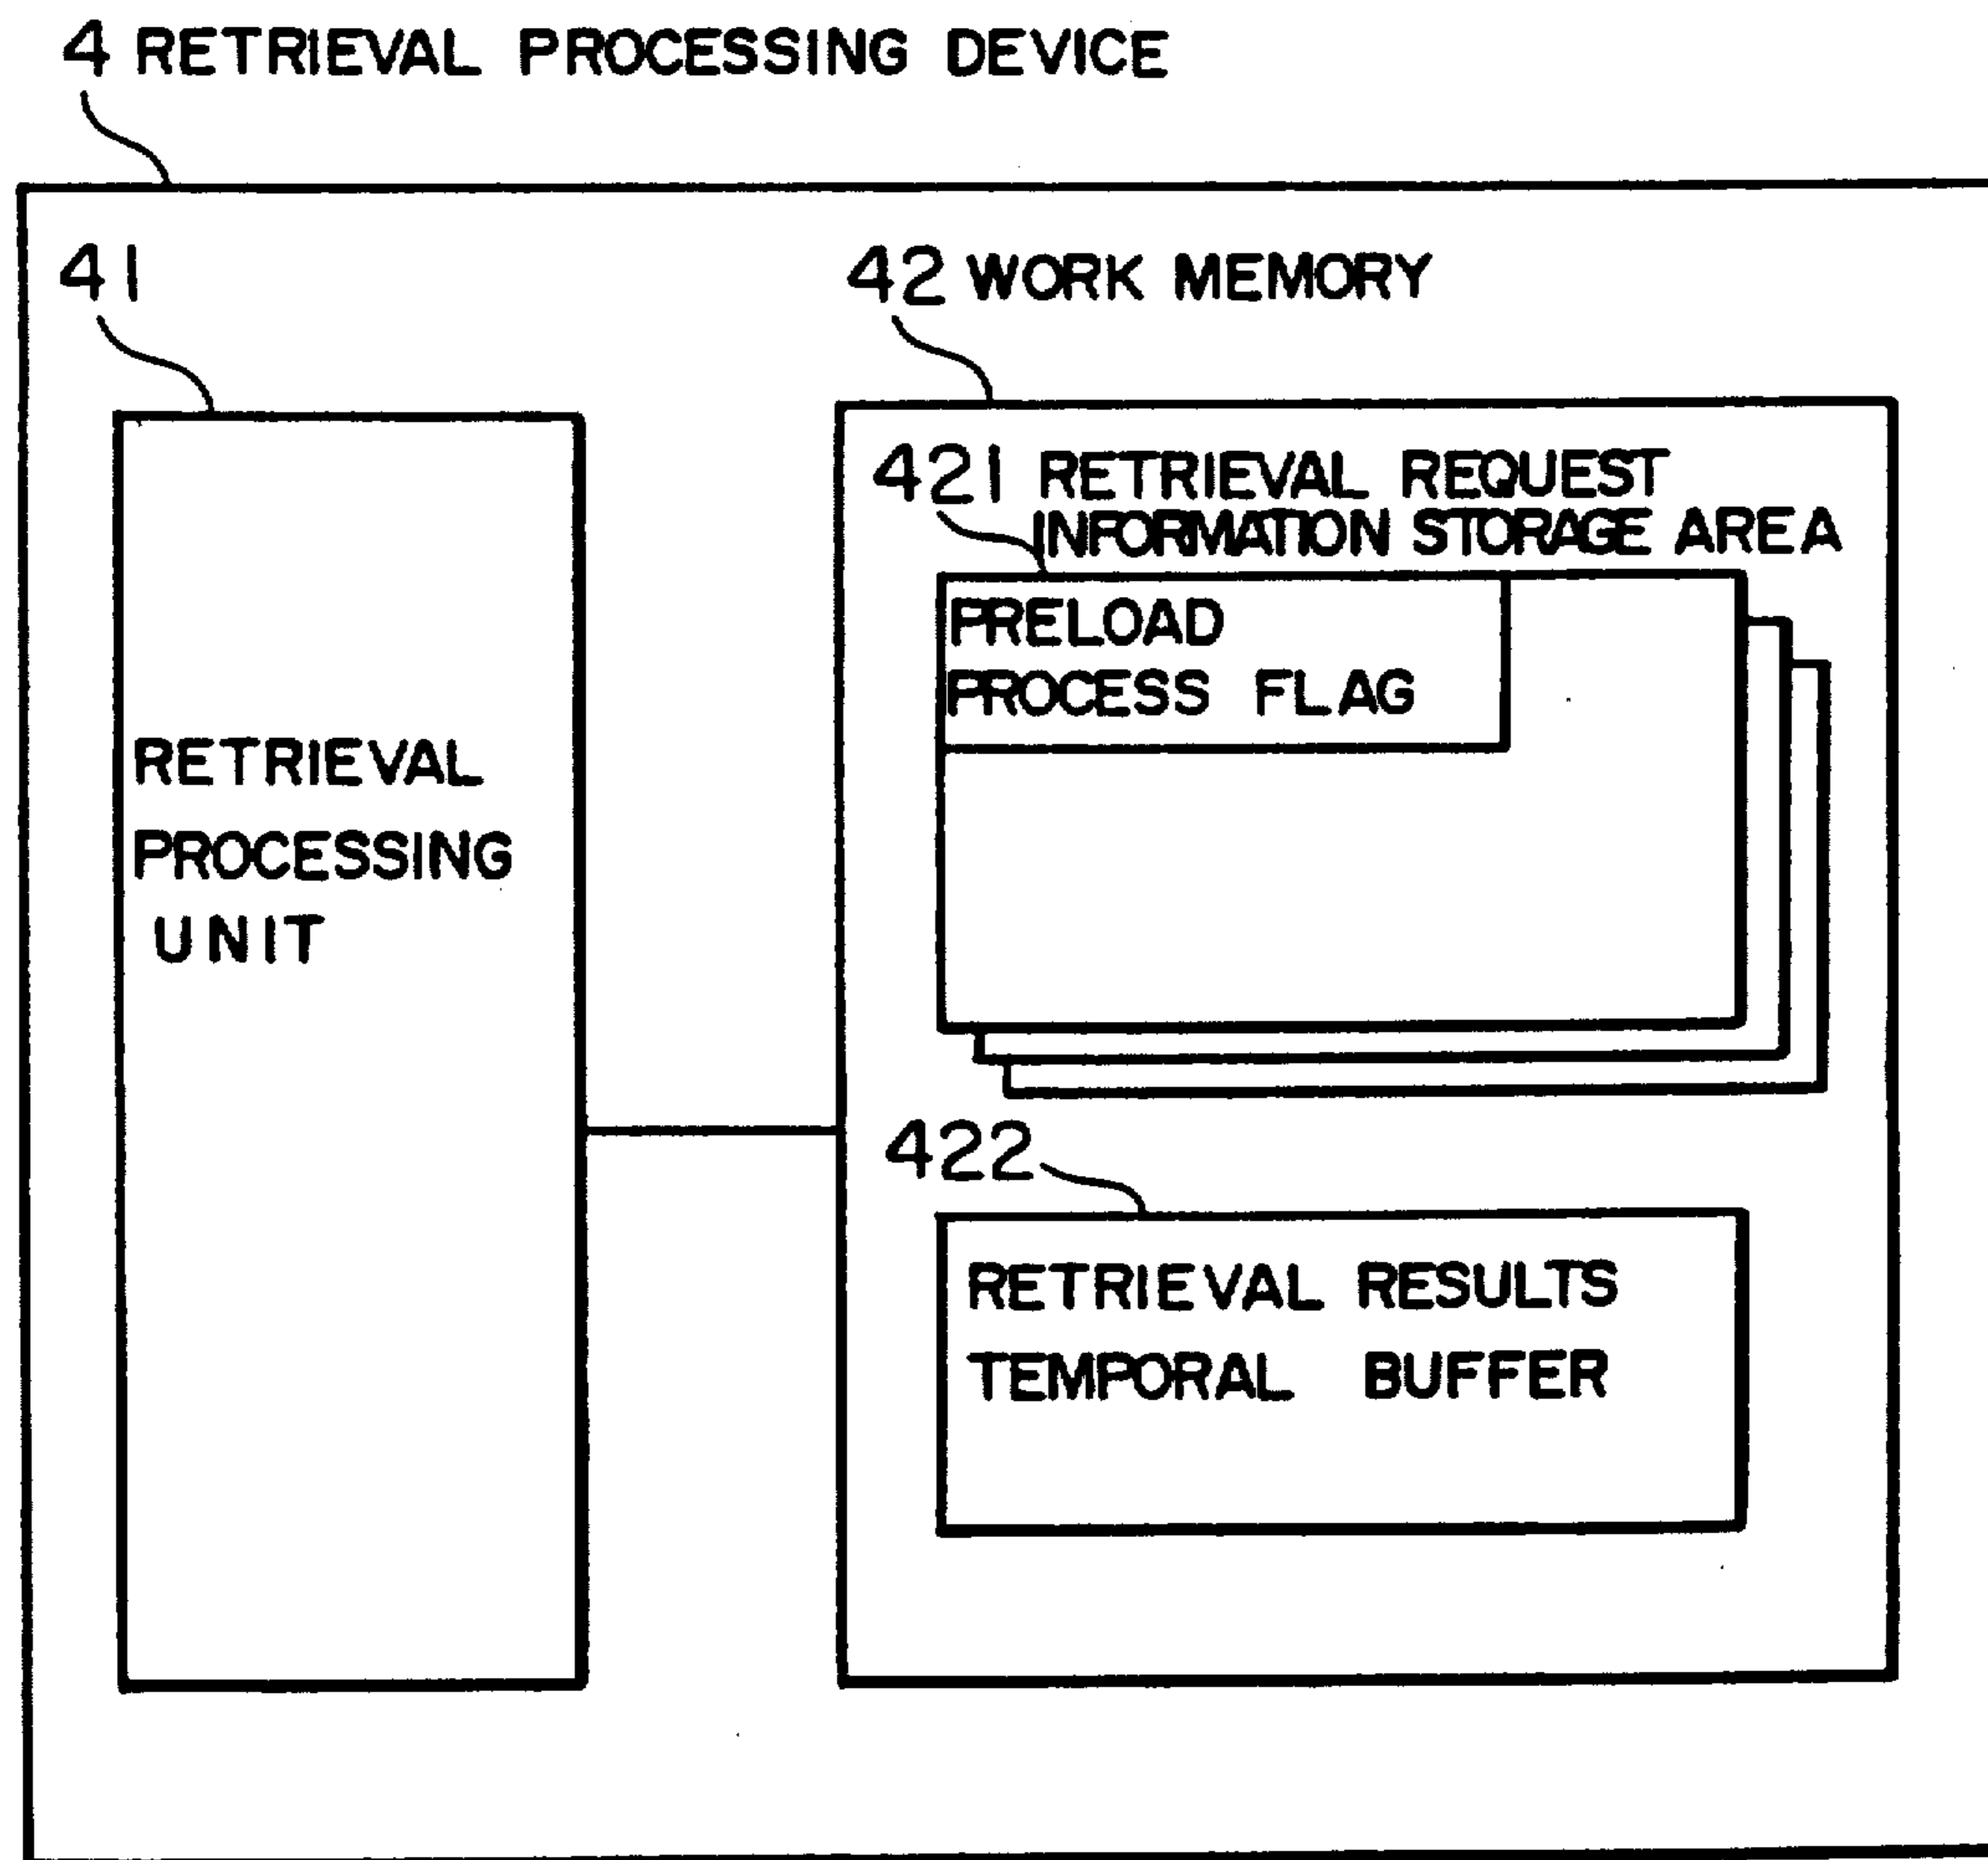 4 RETRIEVAL PROCESSING DEVICE
41
RETRIEVAL
PROCESSING
UNIT
42 WORK MEMORY
421 RETRIEVAL REQUEST
INFORMATION STORAGE AREA
PRELOAD
PROCESS FLAG
422
RETRIEVAL RESULTS
TEMPORAL BUFFER